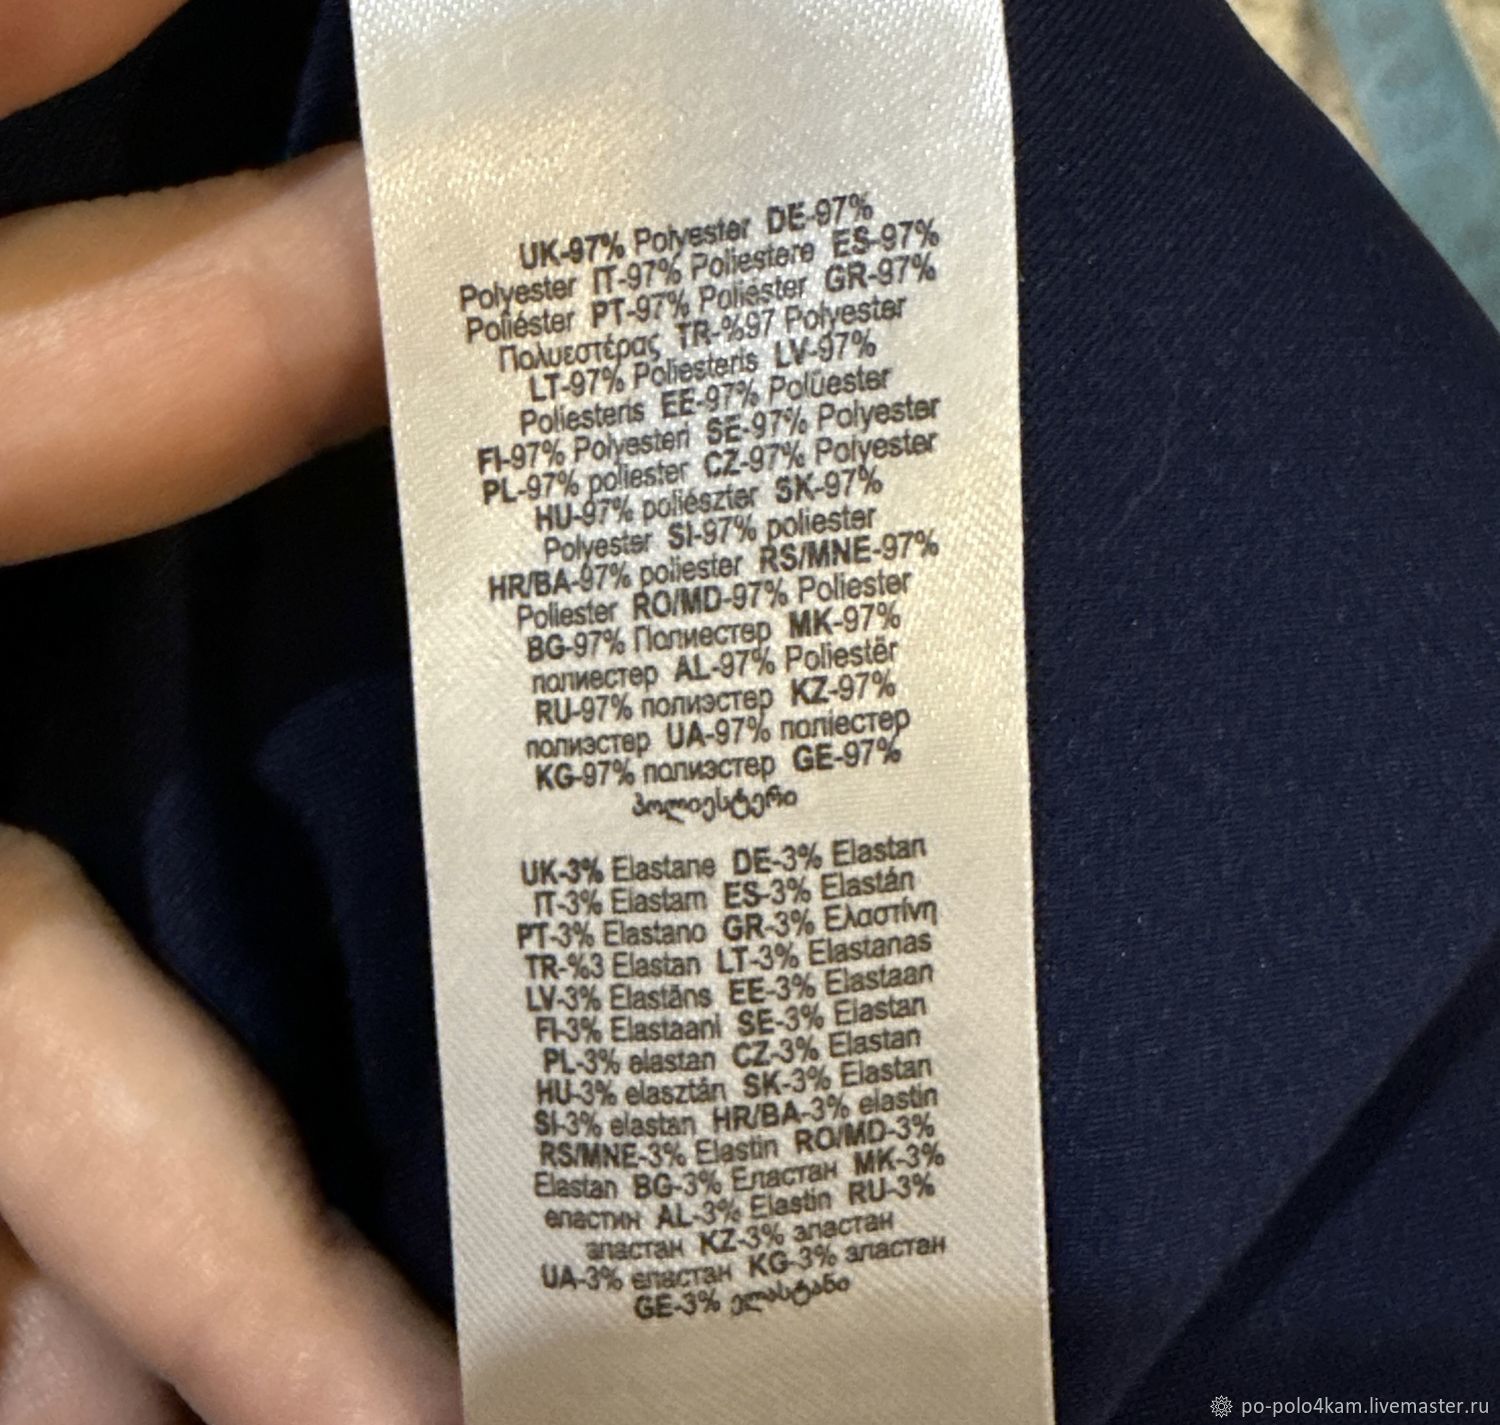 UK-97% Polyester DE-97%
Polyester IT-97% Poliestere ES-97%
Poliéster PT-97% Poliéster GR-97%
Πολυεστέρας TR-%97 Polyester
LT-97% Poliesteris LV-97%
Poliesteris EE-97% Polüester
FI-97% Polyesteri SE-97% Polyester
PL-97% poliester CZ-97% Polyester
HU-97% poliészter SK-97%
Polyester SI-97% poliester
HR/BA-97% poliester RS/MNE-97%
Poliester RO/MD-97% Poliester
BG-97% Полиестер MK-97%
полиестер AL-97% Poliestër
RU-97% полиэстер KZ-97%
полиэстер UA-97% поліестер
KG-97% полиэстер GE-97%
პოლიესტერი
UK-3% Elastane DE-3% Elastan
IT-3% Elastam ES-3% Elastán
PT-3% Elastano GR-3% Ελαστίνη
TR-%3 Elastan LT-3% Elastanas
LV-3% Elastāns EE-3% Elastaan
FI-3% Elastaani SE-3% Elastan
PL-3% elastan CZ-3% Elastan
HU-3% elasztán SK-3% Elastan
SI-3% elastan HR/BA-3% elastin
RS/MNE-3% Elastin RO/MD-3%
Elastan BG-3% Еластан MK-3%
еластин AL-3% Elastin RU-3%
эластан KZ-3% эластан
UA-3% еластан KG-3% эластан
GE-3% ელასტანი
po-polo4kam.livemaster.ru